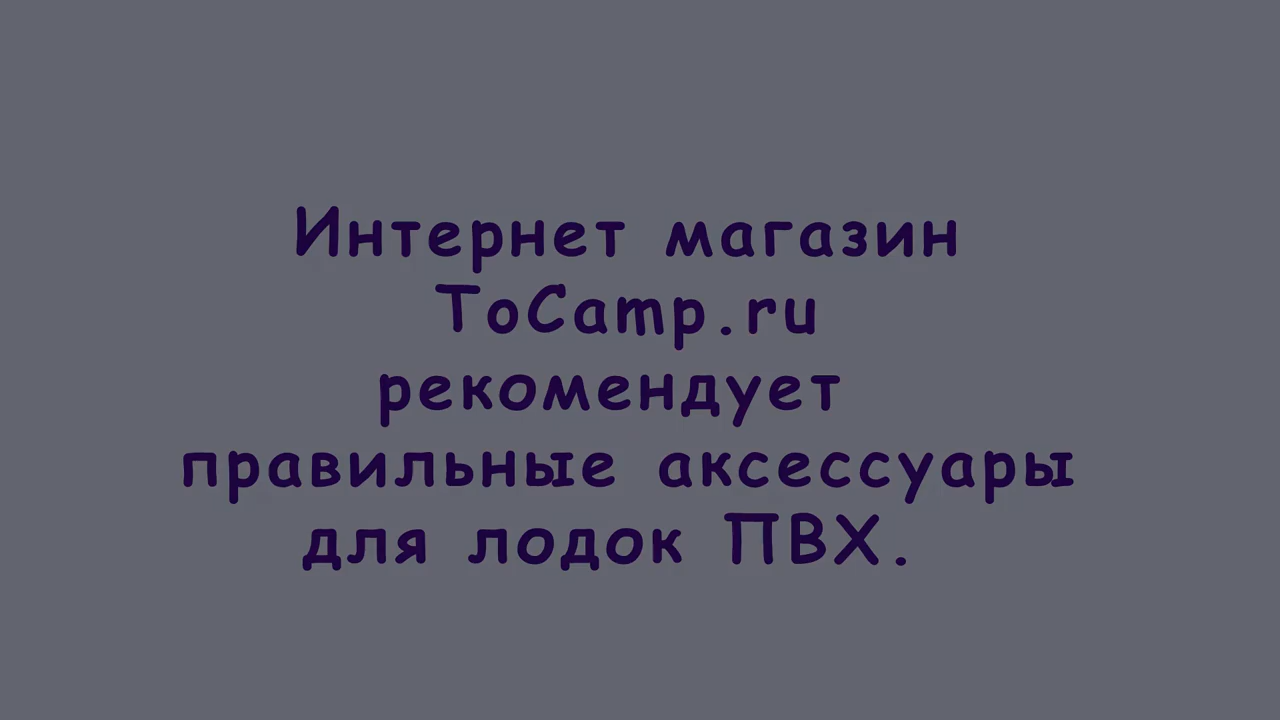 Интернет магазин
ToCamp.ru
рекомендует
правильные аксессуары
для лодок ПВХ.